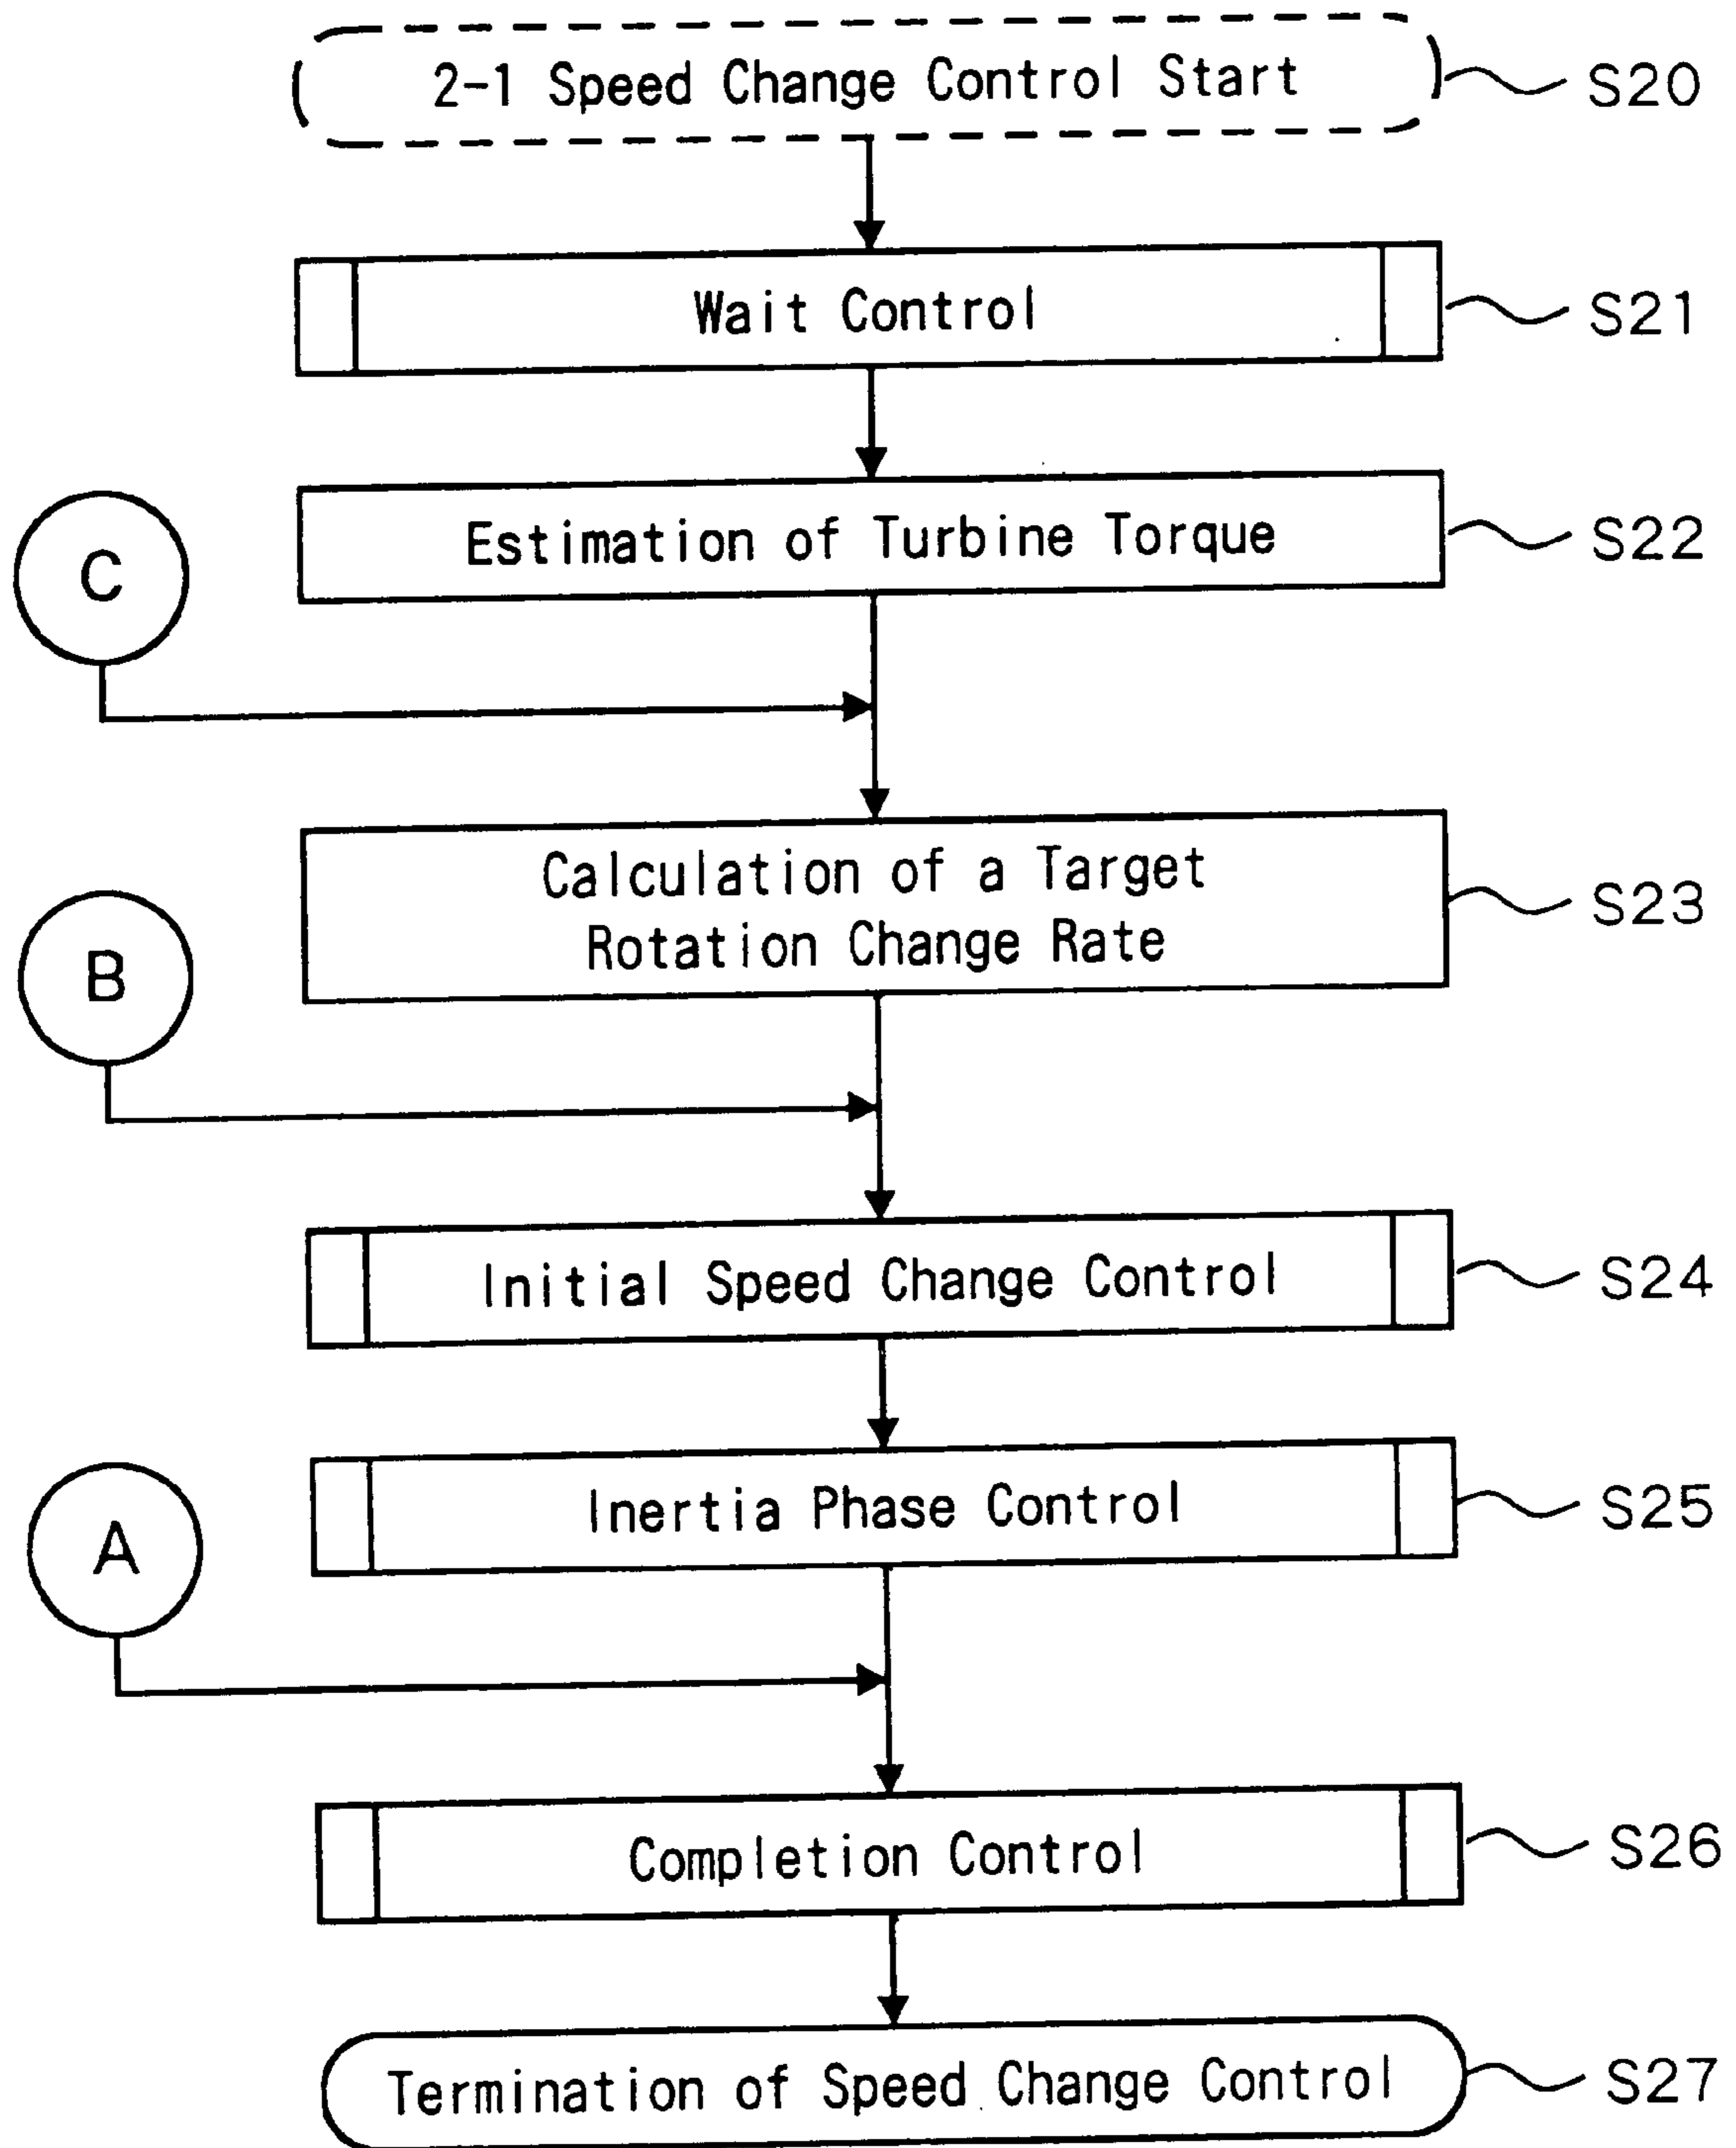 2-1 Speed Change Control Start
S20
Wait Control
S21
Estimation of Turbine Torque
S22
C
Calculation of a Target
Rotation Change Rate
S23
B
Initial Speed Change Control
S24
Inertia Phase Control
S25
A
Completion Control
S26
Termination of Speed Change Control
S27